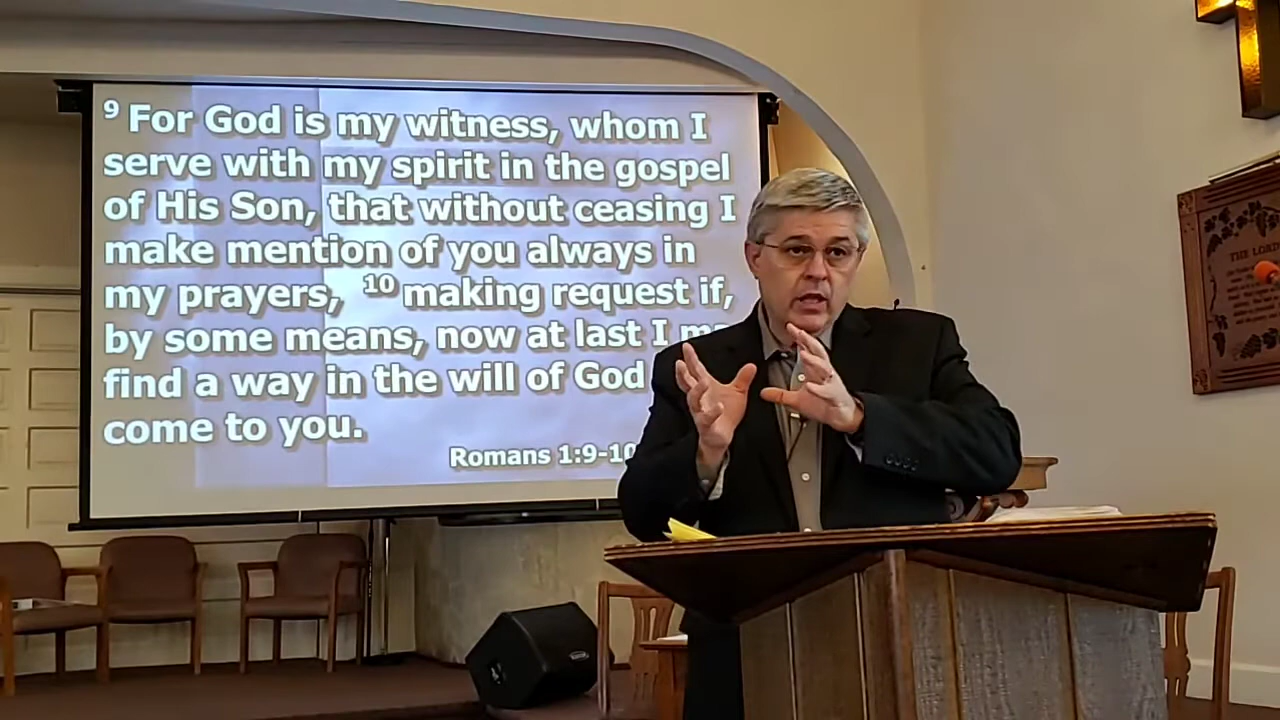 9 For God is my witness, whom I
serve with my spirit in the gospel
of His Son, that without ceasing I
make mention of you always in
my prayers, 10 making request if,
by some means, now at last I
find a way in the will of God
come to you.
Romans 1:9-10
THE LORD